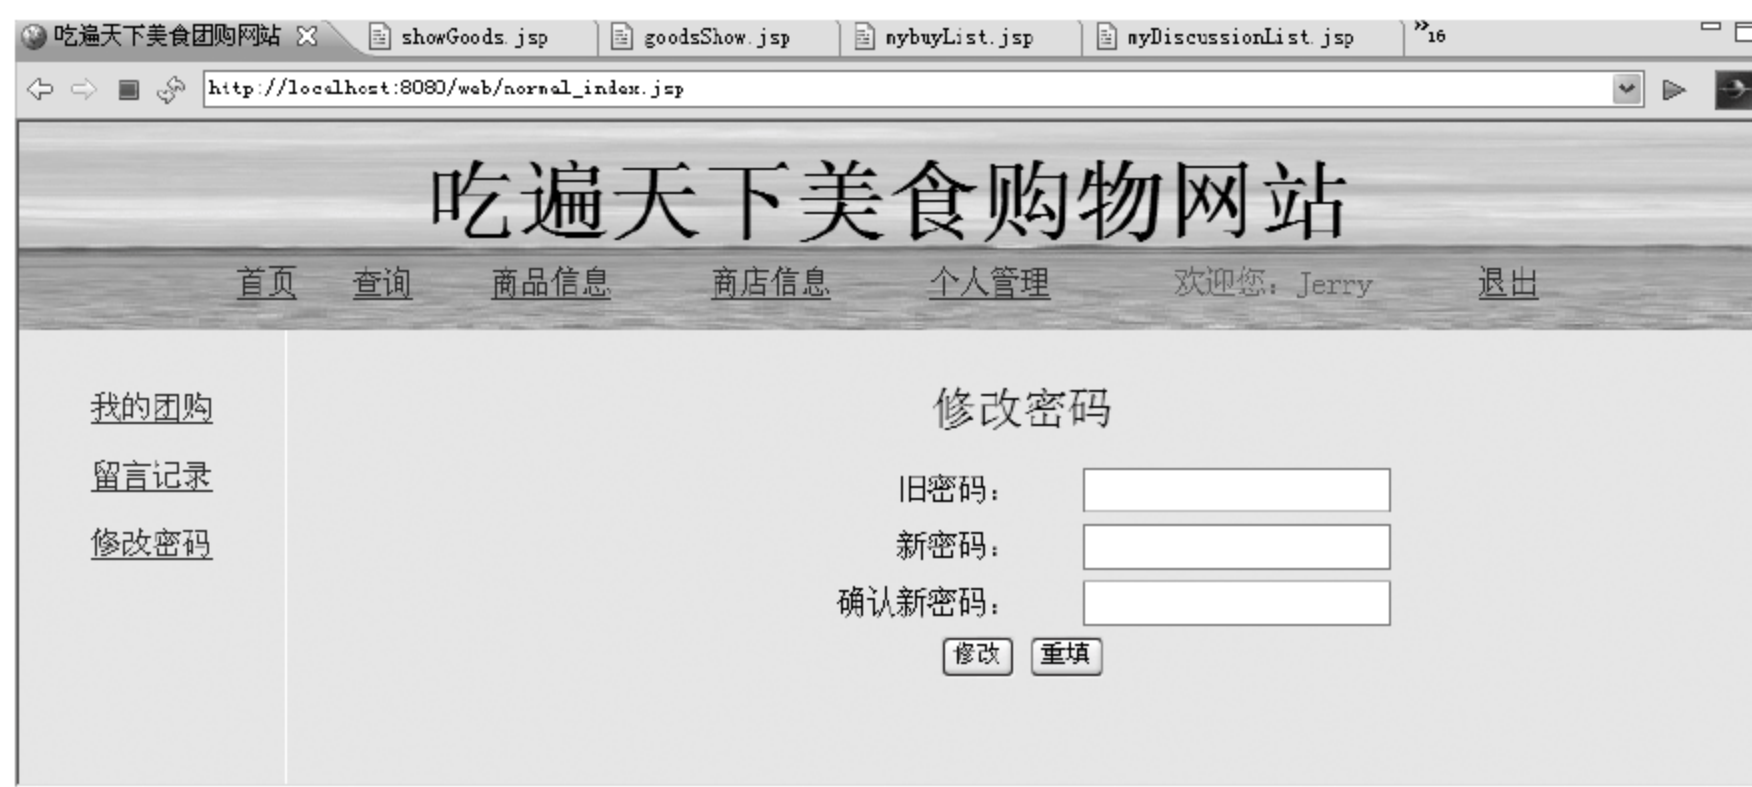 吃遍天下美食团购网站 showGoods.jsp goodsShow.jsp mybuyList.jsp myDiscussionList.jsp »16
http://localhost:8080/web/normal_index.jsp
吃遍天下美食购物网站
首页 查询 商品信息 商店信息 个人管理 欢迎您：Jerry 退出
我的团购
留言记录
修改密码
修改密码
旧密码：
新密码：
确认新密码：
修改 重填